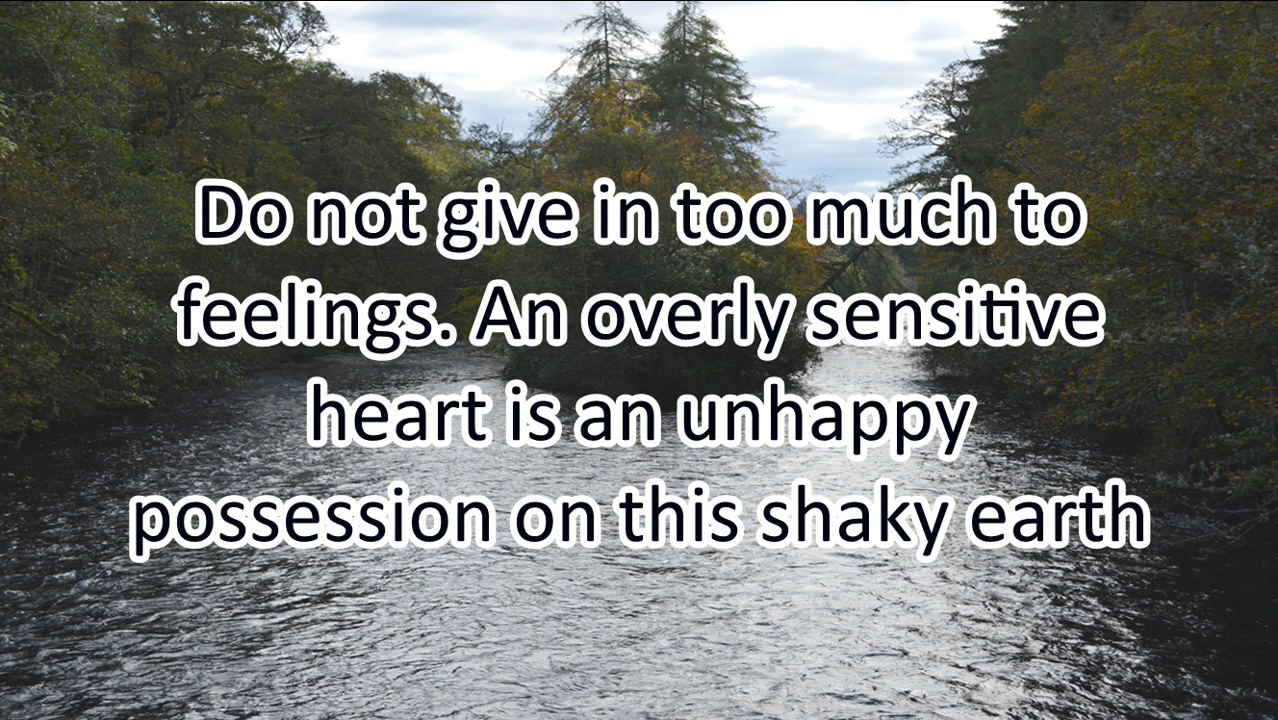 Do not give in too much to
feelings. An overly sensitive
heart is an unhappy
possession on this shaky earth